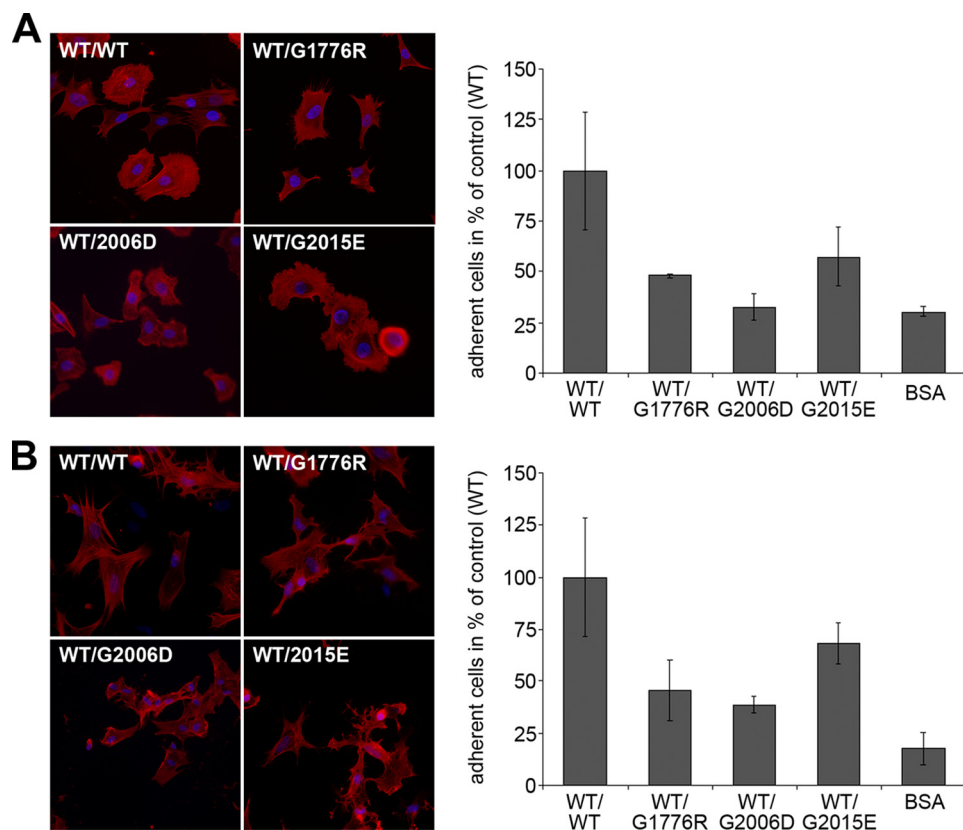 A
WT/WT
WT/G1776R
WT/2006D
WT/G2015E
adherent cells in % of control (WT)
150
125
100
75
50
25
0
WT/
WT
WT/
G1776R
WT/
G2006D
WT/
G2015E
BSA
B
WT/WT
WT/G1776R
WT/G2006D
WT/2015E
adherent cells in % of control (WT)
150
125
100
75
50
25
0
WT/
WT
WT/
G1776R
WT/
G2006D
WT/
G2015E
BSA